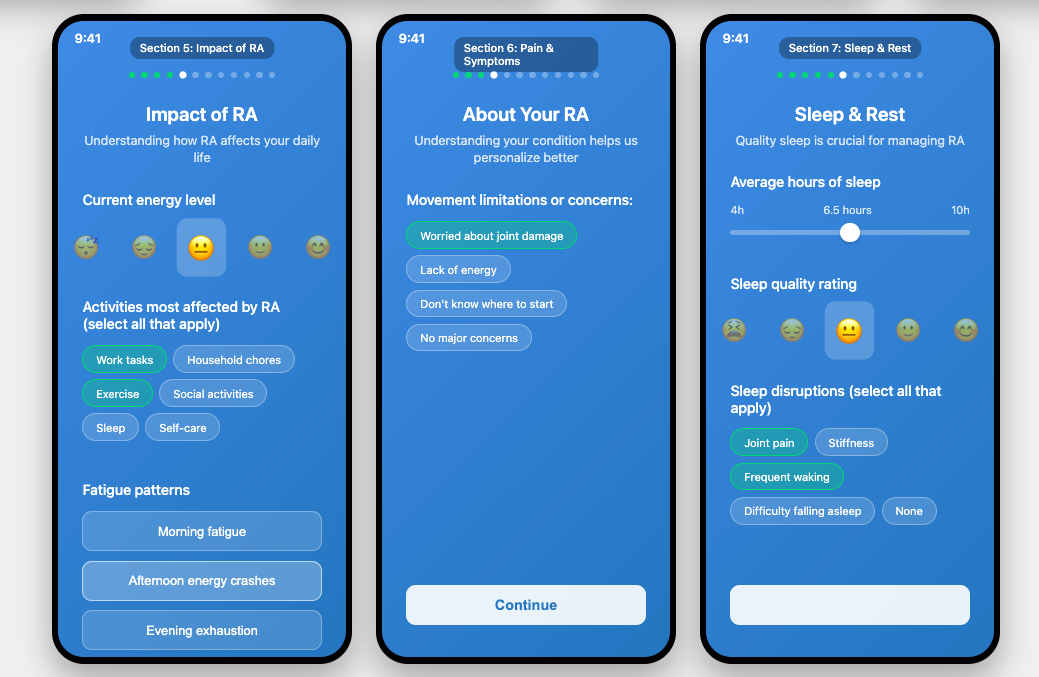 9:41
Section 5: Impact of RA
Impact of RA
Understanding how RA affects your daily
life
Current energy level
Activities most affected by RA
(select all that apply)
Work tasks
Household chores
Exercise
Social activities
Sleep
Self-care
Fatigue patterns
Morning fatigue
Afternoon energy crashes
Evening exhaustion
9:41
Section 6: Pain &
Symptoms
About Your RA
Understanding your condition helps us
personalize better
Movement limitations or concerns:
Worried about joint damage
Lack of energy
Don't know where to start
No major concerns
Continue
9:41
Section 7: Sleep & Rest
Sleep & Rest
Quality sleep is crucial for managing RA
Average hours of sleep
4h
6.5 hours
10h
Sleep quality rating
Sleep disruptions (select all that
apply)
Joint pain
Stiffness
Frequent waking
Difficulty falling asleep
None